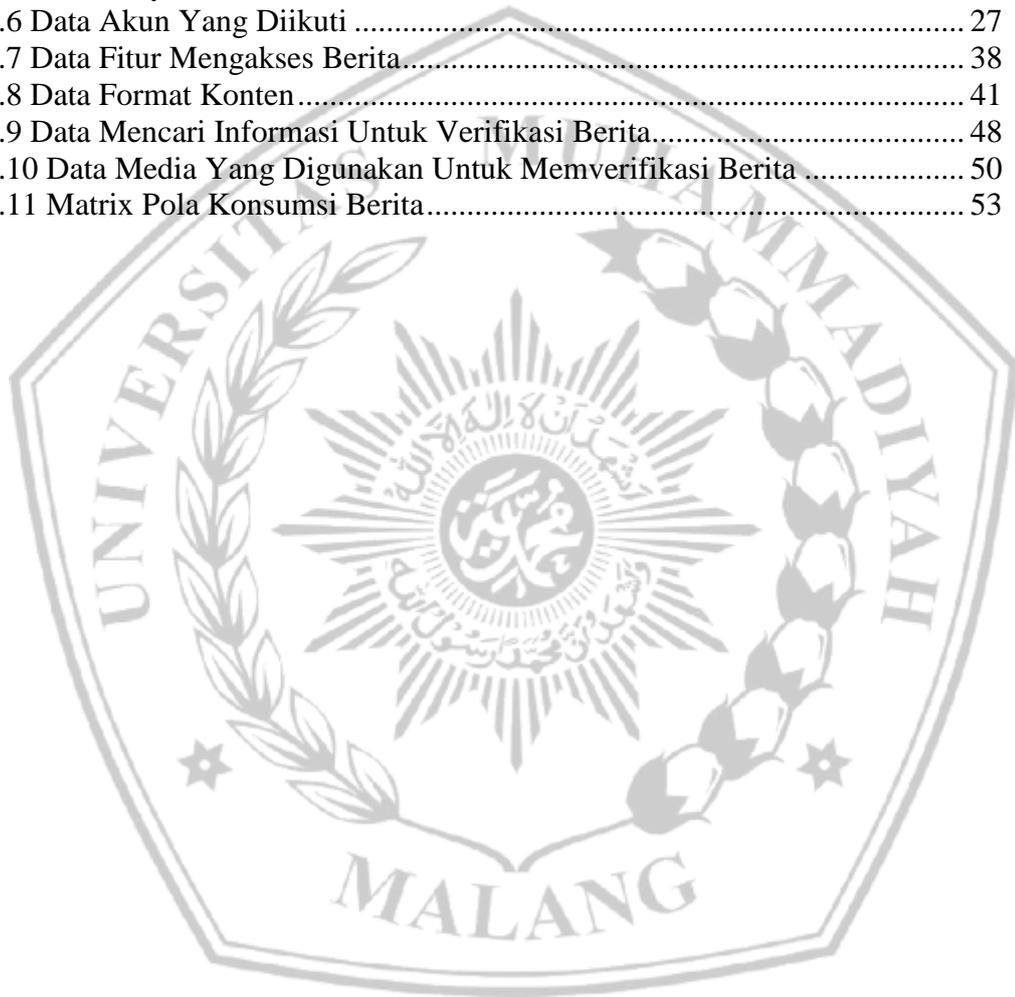 .6 Data Akun Yang Diikuti ............................................................................. 27
.7 Data Fitur Mengakses Berita....................................................................... 38
.8 Data Format Konten.................................................................................... 41
.9 Data Mencari Informasi Untuk Verifikasi Berita........................................ 48
.10 Data Media Yang Digunakan Untuk Memverifikasi Berita .................... 50
.11 Matrix Pola Konsumsi Berita.................................................................... 53
UNIVERSITAS MUHAMMADIYAH
MALANG